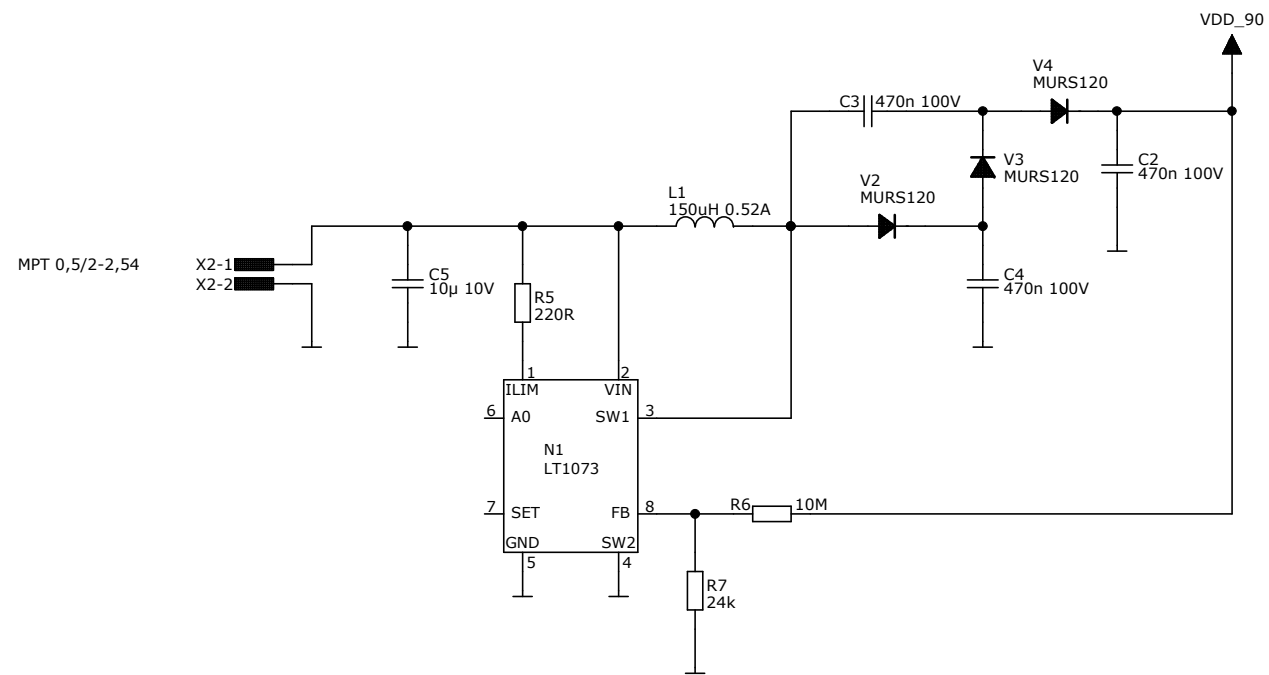 VDD_90
V4
MURS120
C3 470n 100V
V3
MURS120
C2
470n 100V
V2
MURS120
L1
150uH 0.52A
MPT 0,5/2-2,54
X2-1
X2-2
C5
10µ 10V
C4
470n 100V
R5
220R
1
2
ILIM
VIN
6
A0
SW1
3
N1
LT1073
7
SET
FB
8
R6
10M
GND
SW2
5
4
R7
24k